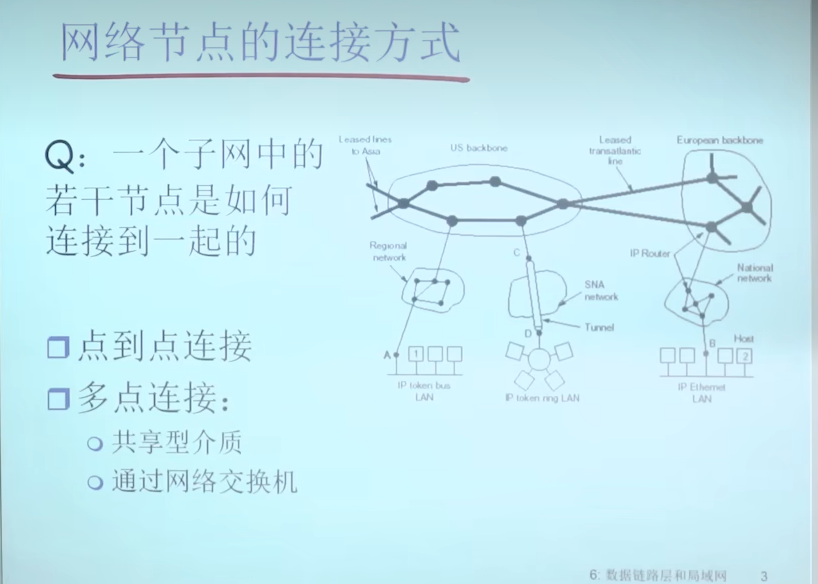 网络节点的连接方式
Q：一个子网中的
若干节点是如何
连接到一起的
点到点连接
多点连接：
共享型介质
通过网络交换机
Leased lines
to Asia
US backbone
Leased
transatlantic
line
European backbone
Regional
network
C
SNA
network
Tunnel
D
IP Router
National
network
A
1
IP token bus
LAN
IP token ring LAN
B
Host
2
IP Ethernet
LAN
6: 数据链路层和局域网
3